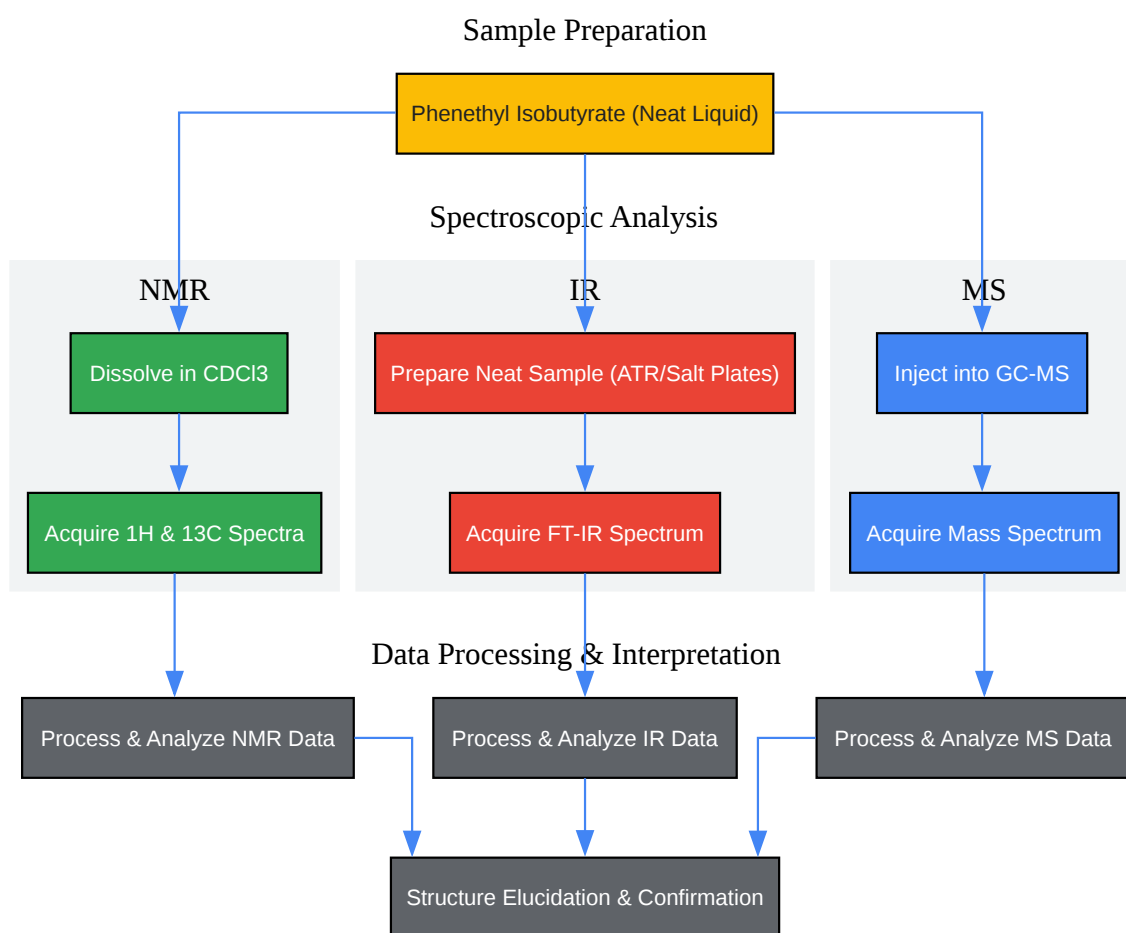 Sample Preparation
Phenethyl Isobutyrate (Neat Liquid)
Spectroscopic Analysis
NMR
IR
MS
Dissolve in CDCl3
Prepare Neat Sample (ATR/Salt Plates)
Inject into GC-MS
Acquire 1H & 13C Spectra
Acquire FT-IR Spectrum
Acquire Mass Spectrum
Data Processing & Interpretation
Process & Analyze NMR Data
Process & Analyze IR Data
Process & Analyze MS Data
Structure Elucidation & Confirmation